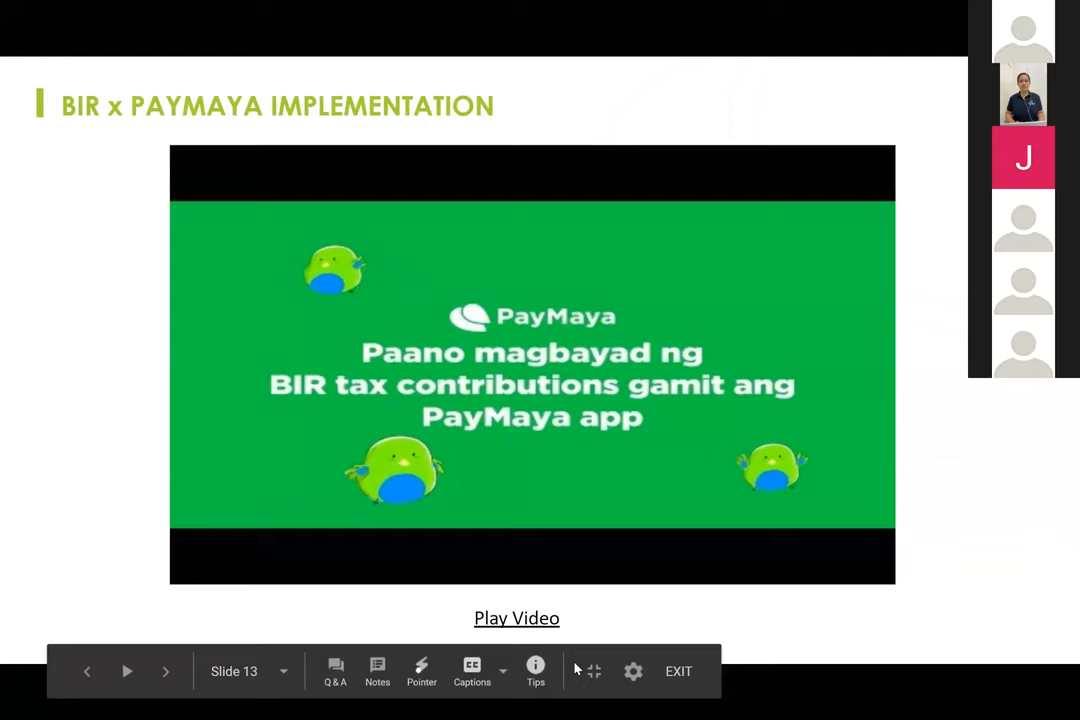 BIR x PAYMAYA IMPLEMENTATION
J
PayMaya
Paano magbayad ng
BIR tax contributions gamit ang
PayMaya app
Play Video
Slide 13
Q & A
Notes
Pointer
Captions
Tips
EXIT